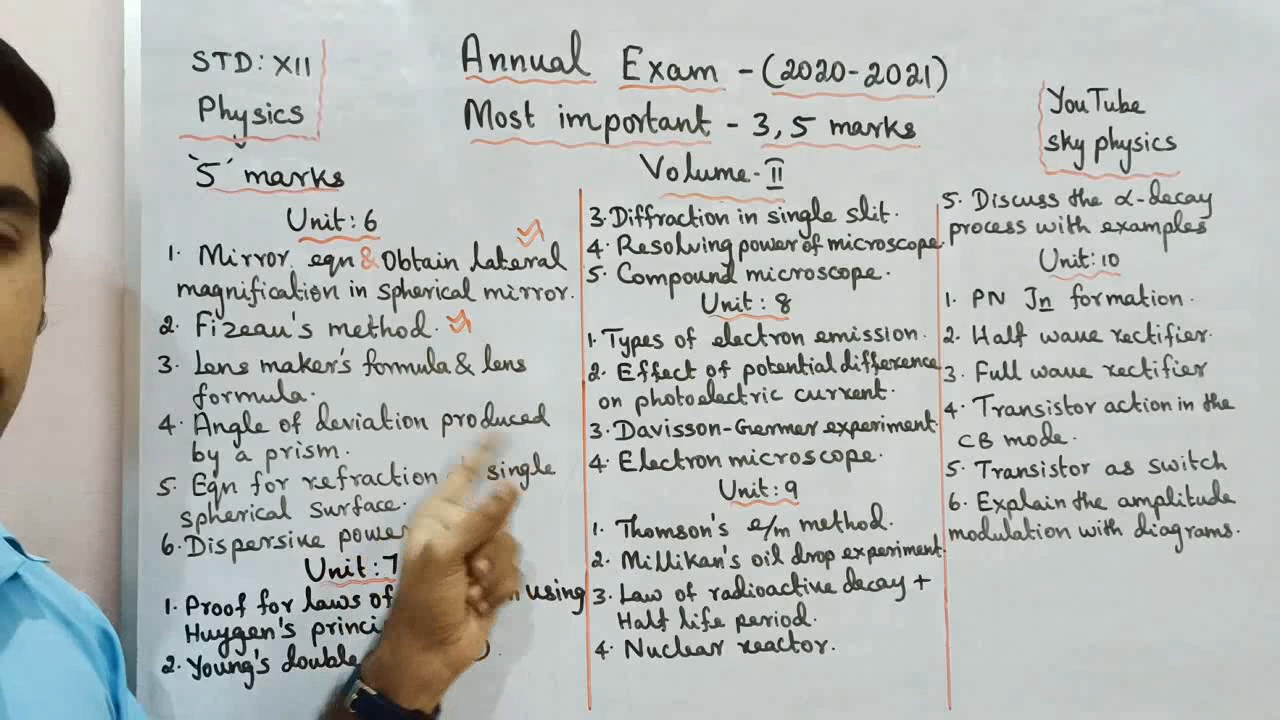 STD: XII
Physics
Annual Exam - (2020-2021)
Most important - 3, 5 marks
Volume - II
YouTube
sky physics
'5' marks
Unit: 6
1. Mirror eqn & Obtain lateral
magnification in spherical mirror.
2. Fizeau's method.
3. Lens maker's formula & lens
formula.
4. Angle of deviation produced
by a prism.
5. Eqn for refraction single
spherical surface.
6. Dispersive power
Unit: 7
1. Proof for laws of using
Huygen's
2. Young's double
3. Diffraction in single slit.
4. Resolving power of microscope.
5. Compound microscope.
Unit: 8
1. Types of electron emission.
2. Effect of potential difference
on photoelectric current.
3. Davisson-Germer experiment.
4. Electron microscope.
Unit: 9
1. Thomson's e/m method.
2. Millikan's oil drop experiment.
3. Law of radioactive decay +
Half life period.
4. Nuclear reactor.
5. Discuss the α-decay
process with examples
Unit: 10
1. PN Jn formation.
2. Half wave rectifier.
3. Full wave rectifier
4. Transistor action in the
CB mode.
5. Transistor as switch
6. Explain the amplitude
modulation with diagrams.